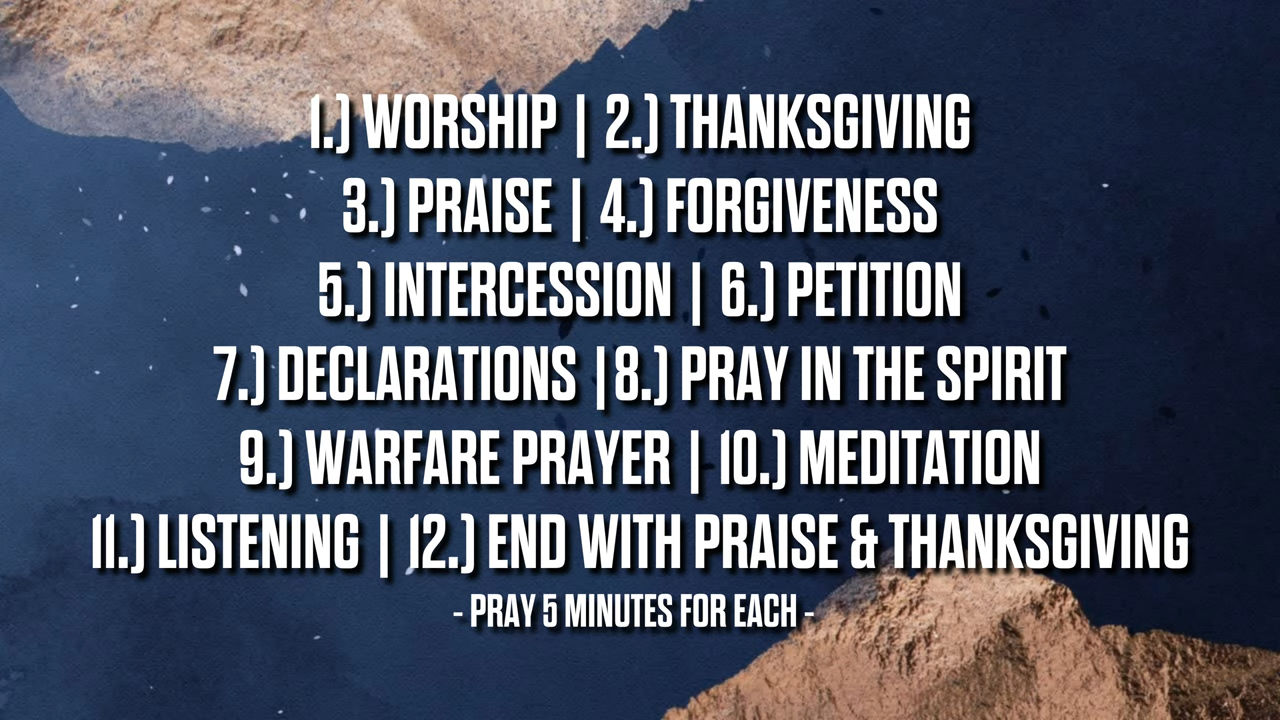 1.) WORSHIP | 2.) THANKSGIVING
3.) PRAISE | 4.) FORGIVENESS
5.) INTERCESSION | 6.) PETITION
7.) DECLARATIONS |8.) PRAY IN THE SPIRIT
9.) WARFARE PRAYER | 10.) MEDITATION
11.) LISTENING | 12.) END WITH PRAISE & THANKSGIVING
- PRAY 5 MINUTES FOR EACH -